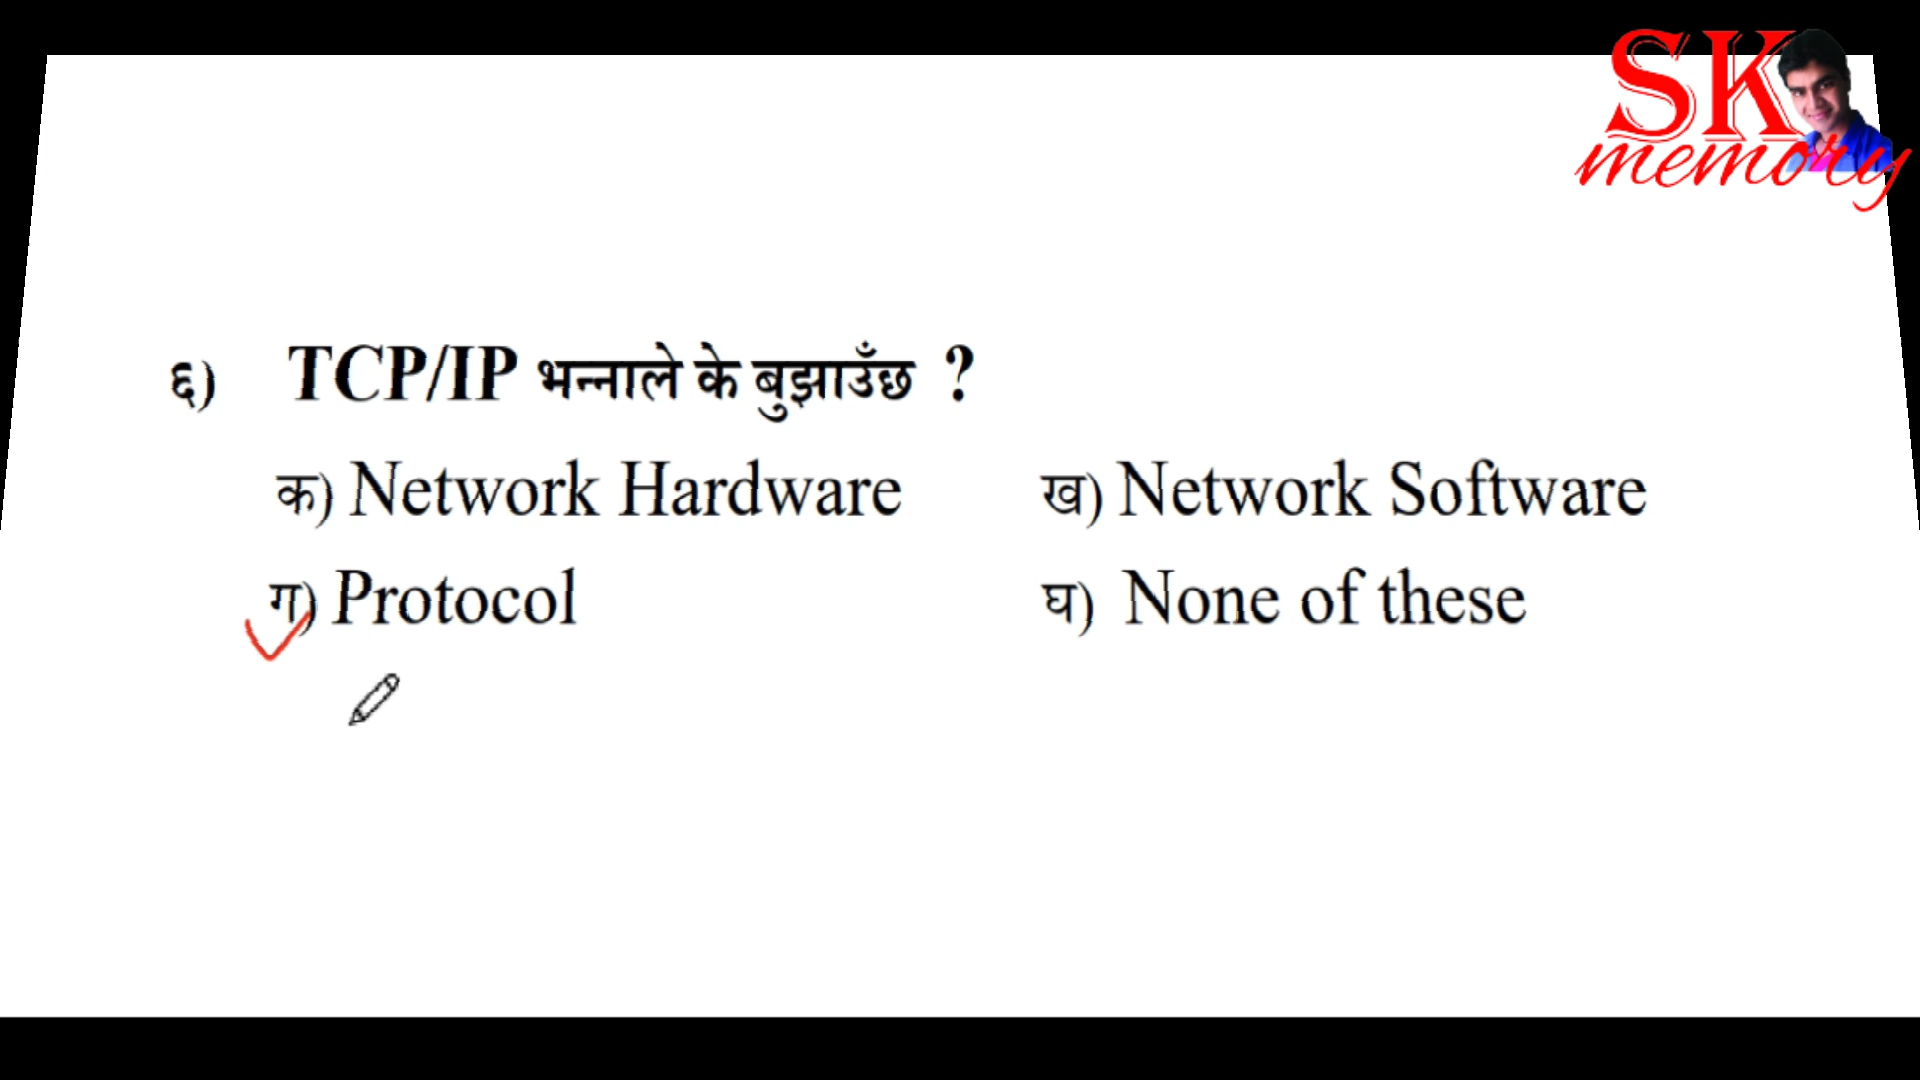 SK
memory
६) TCP/IP भन्नाले के बुझाउँछ ?
क) Network Hardware ख) Network Software
ग) Protocol घ) None of these